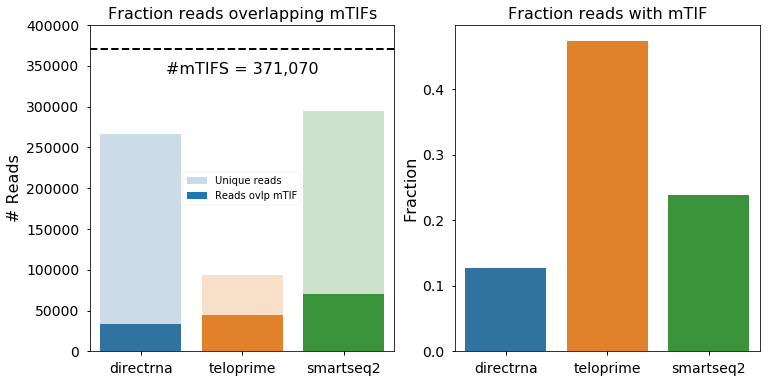 Fraction reads overlapping mTIFs
# Reads
400000
350000
300000
250000
200000
150000
100000
50000
0
#mTIFS = 371,070
Unique reads
Reads ovlp mTIF
directrna
teloprime
smartseq2
Fraction reads with mTIF
Fraction
0.4
0.3
0.2
0.1
0.0
directrna
teloprime
smartseq2